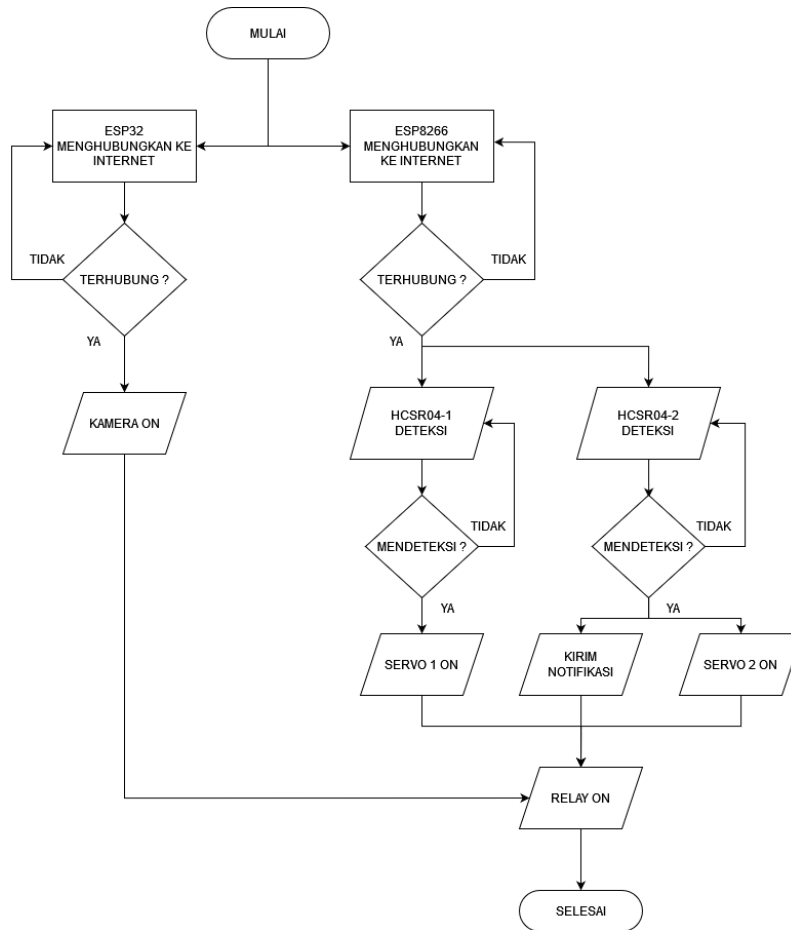 MULAI
ESP32
MENGHUBUNGKAN KE
INTERNET
ESP8266
MENGHUBUNGKAN
KE INTERNET
TIDAK
TERHUBUNG ?
YA
TIDAK
TERHUBUNG ?
YA
KAMERA ON
HCSR04-1
DETEKSI
HCSR04-2
DETEKSI
TIDAK
MENDETEKSI ?
YA
TIDAK
MENDETEKSI ?
YA
SERVO 1 ON
KIRIM
NOTIFIKASI
SERVO 2 ON
RELAY ON
SELESAI